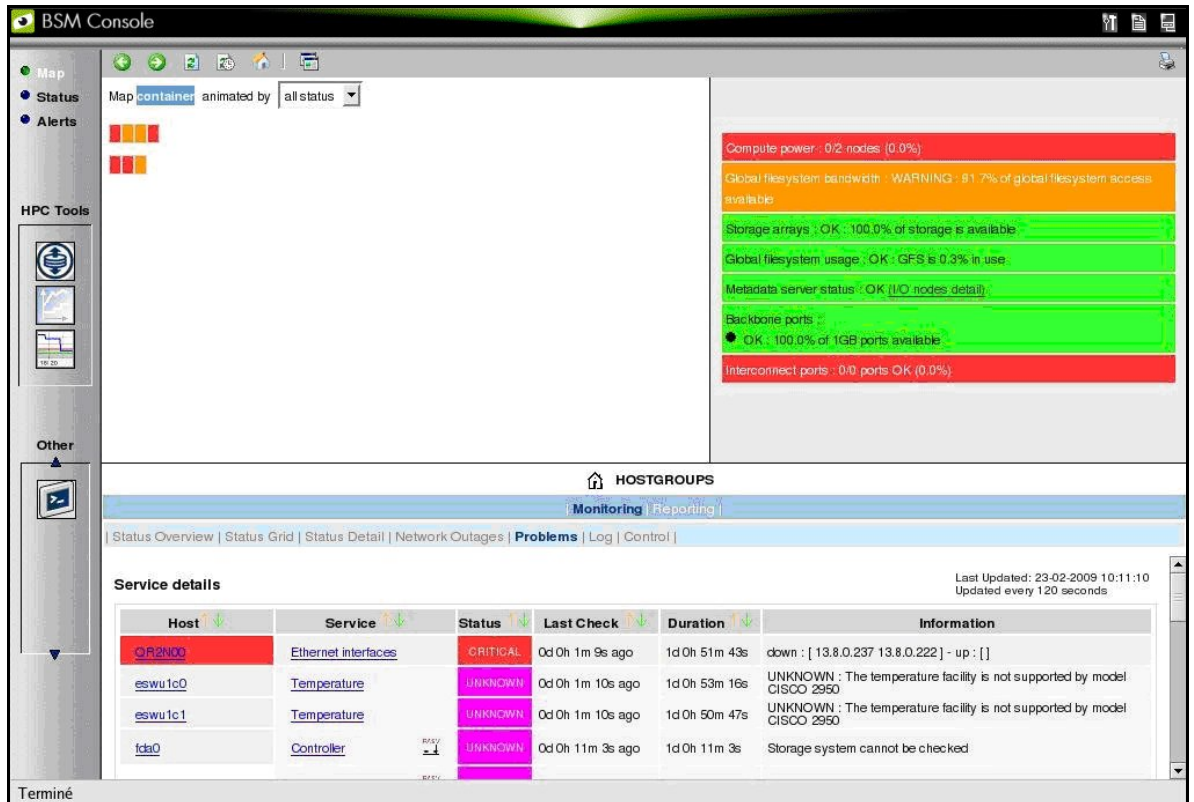 BSM Console
Map
Status
Alerts
HPC Tools
18:20
Other
Map container animated by all status
Compute power : 0/2 nodes (0.0%)
Global filesystem bandwidth : WARNING : 91.7% of global filesystem access
available
Storage arrays : OK : 100.0% of storage is available
Global filesystem usage : OK : GFS is 0.3% in use
Metadata server status : OK (I/O nodes detail)
Backbone ports :
OK : 100.0% of 1GB ports available
Interconnect ports : 0/0 ports OK (0.0%)
HOSTGROUPS
| Monitoring | Reporting |
| Status Overview | Status Grid | Status Detail | Network Outages | Problems | Log | Control |
Service details
Last Updated: 23-02-2009 10:11:10
Updated every 120 seconds
Host Service Status Last Check Duration Information
QR2N00 Ethernet interfaces CRITICAL 0d 0h 1m 9s ago 1d 0h 51m 43s down : [ 13.8.0.237 13.8.0.222 ] - up : [ ]
eswu1c0 Temperature UNKNOWN 0d 0h 1m 10s ago 1d 0h 53m 16s UNKNOWN : The temperature facility is not supported by model
CISCO 2950
eswu1c1 Temperature UNKNOWN 0d 0h 1m 10s ago 1d 0h 50m 47s UNKNOWN : The temperature facility is not supported by model
CISCO 2950
fda0 Controller UNKNOWN 0d 0h 11m 3s ago 1d 0h 11m 3s Storage system cannot be checked
Terminé